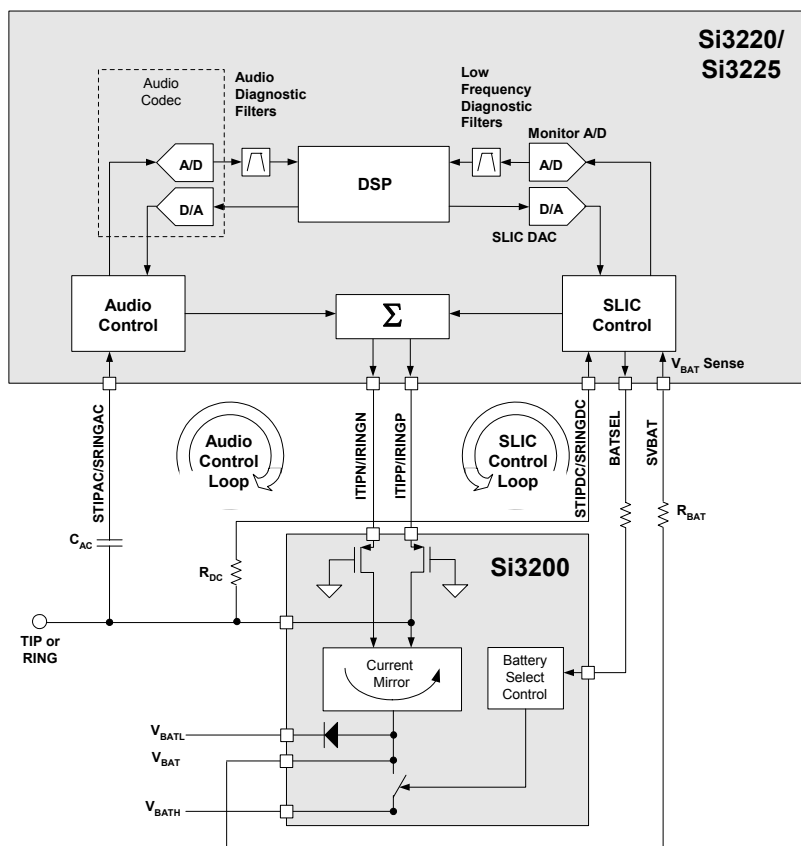 Si3220/
Si3225
Audio
Codec
Audio
Diagnostic
Filters
Low
Frequency
Diagnostic
Filters
Monitor A/D
A/D
DSP
A/D
D/A
D/A
SLIC DAC
Audio
Control
Σ
SLIC
Control
VBAT Sense
STIPAC/SRINGAC
Audio
Control
Loop
ITIPN/IRINGN
ITIPP/IRINGP
SLIC
Control
Loop
STIPDC/SRINGDC
BATSEL
SVBAT
RBAT
CAC
RDC
Si3200
TIP or
RING
Current
Mirror
Battery
Select
Control
VBATL
VBAT
VBATH